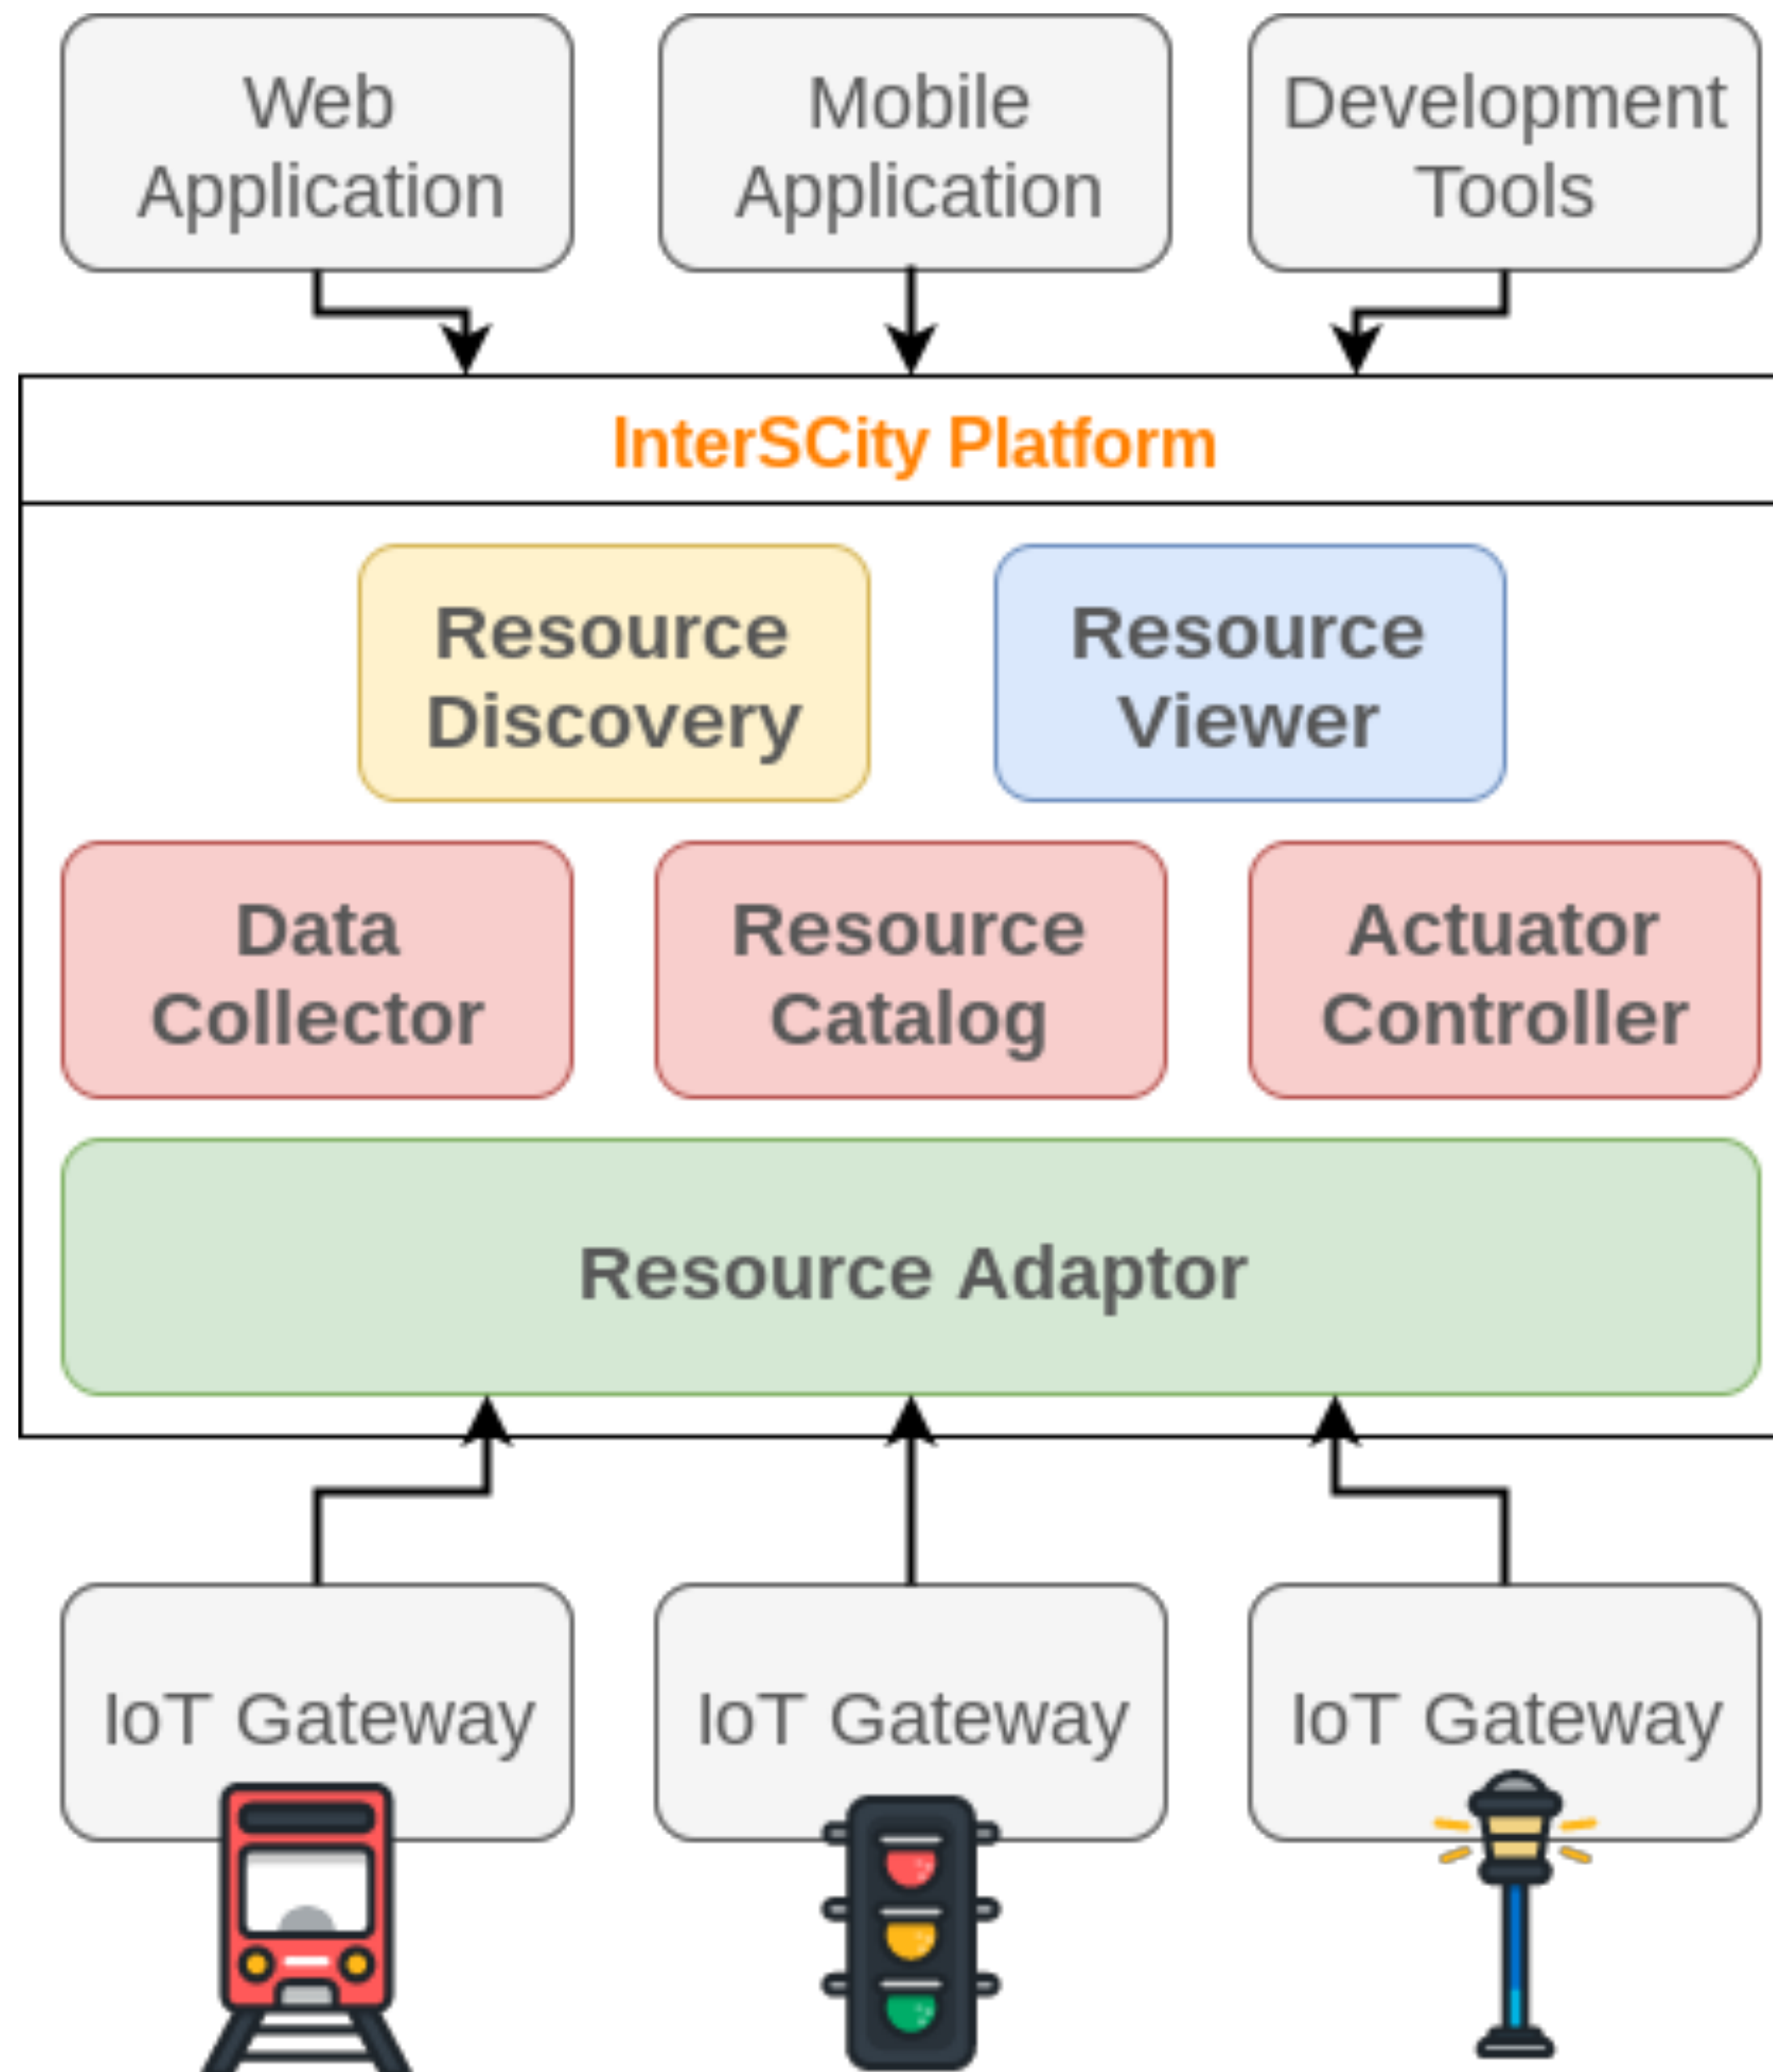 Web
Application
Mobile
Application
Development
Tools
InterSCity Platform
Resource
Discovery
Resource
Viewer
Data
Collector
Resource
Catalog
Actuator
Controller
Resource Adaptor
IoT Gateway
IoT Gateway
IoT Gateway